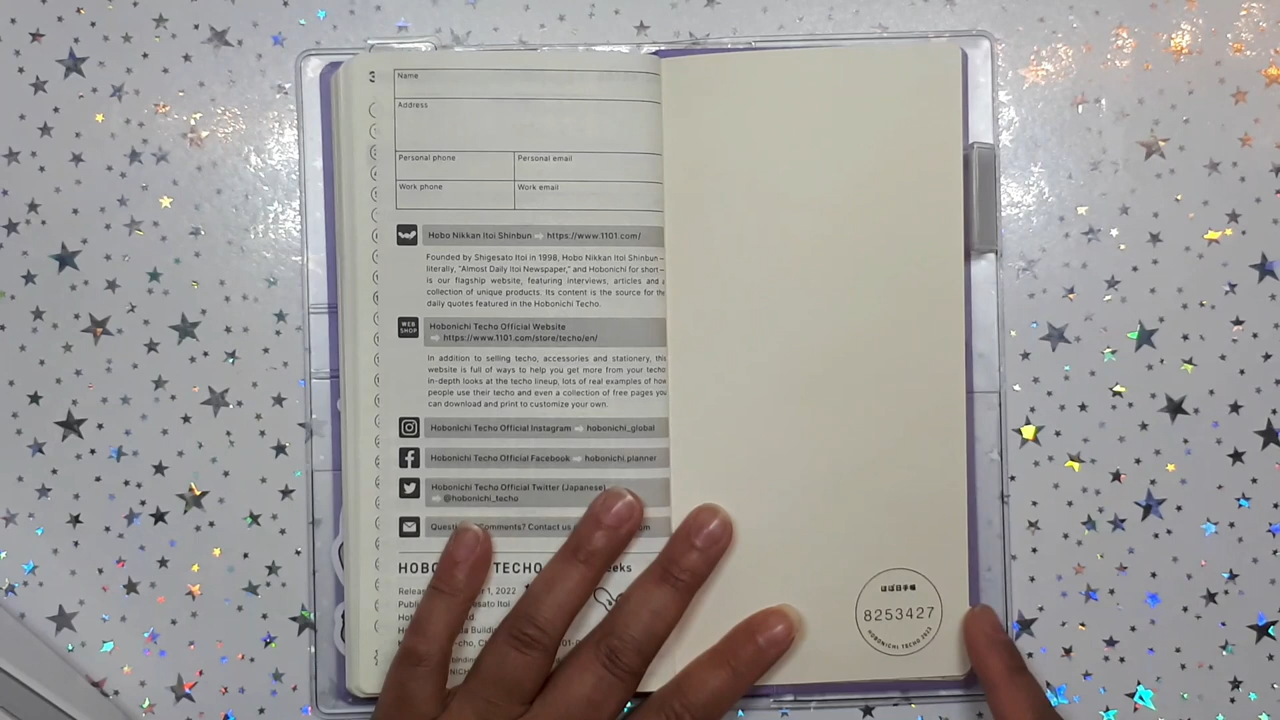 Name
Address
Personal phone
Personal email
Work phone
Work email
Hobo Nikkan Itoi Shinbun ➡ https://www.1101.com/
Founded by Shigesato Itoi in 1998, Hobo Nikkan Itoi Shinbun –
literally, "Almost Daily Itoi Newspaper," and Hobonichi for short –
is our flagship website, featuring interviews, articles and a
collection of unique products. Its content is the source for the
daily quotes featured in the Hobonichi Techo.
WEB
SHOP
Hobonichi Techo Official Website
➡ https://www.1101.com/store/techo/en/
In addition to selling techo, accessories and stationery, this
website is full of ways to help you get more from your techo
in-depth looks at the techo lineup, lots of real examples of how
people use their techo and even a collection of free pages you
can download and print to customize your own.
Hobonichi Techo Official Instagram ➡ hobonichi_global
Hobonichi Techo Official Facebook ➡ hobonichi.planner
Hobonichi Techo Official Twitter (Japanese)
➡ @hobonichi_techo
Comments? Contact us
TECHO
1, 2022
Itoi
ほぼ日手帳
8253427
HOBONICHI TECHO 2023